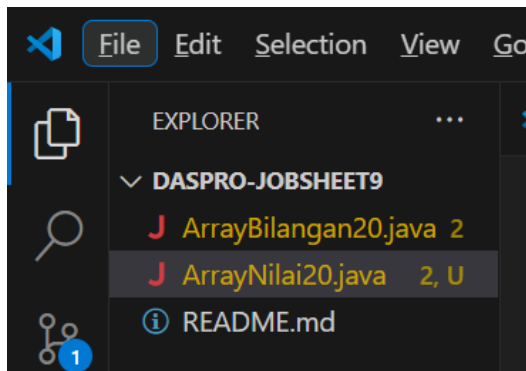 File Edit Selection View Go
EXPLORER ...
DASPRO-JOBSHEET9
J ArrayBilangan20.java 2
J ArrayNilai20.java 2, U
README.md
1